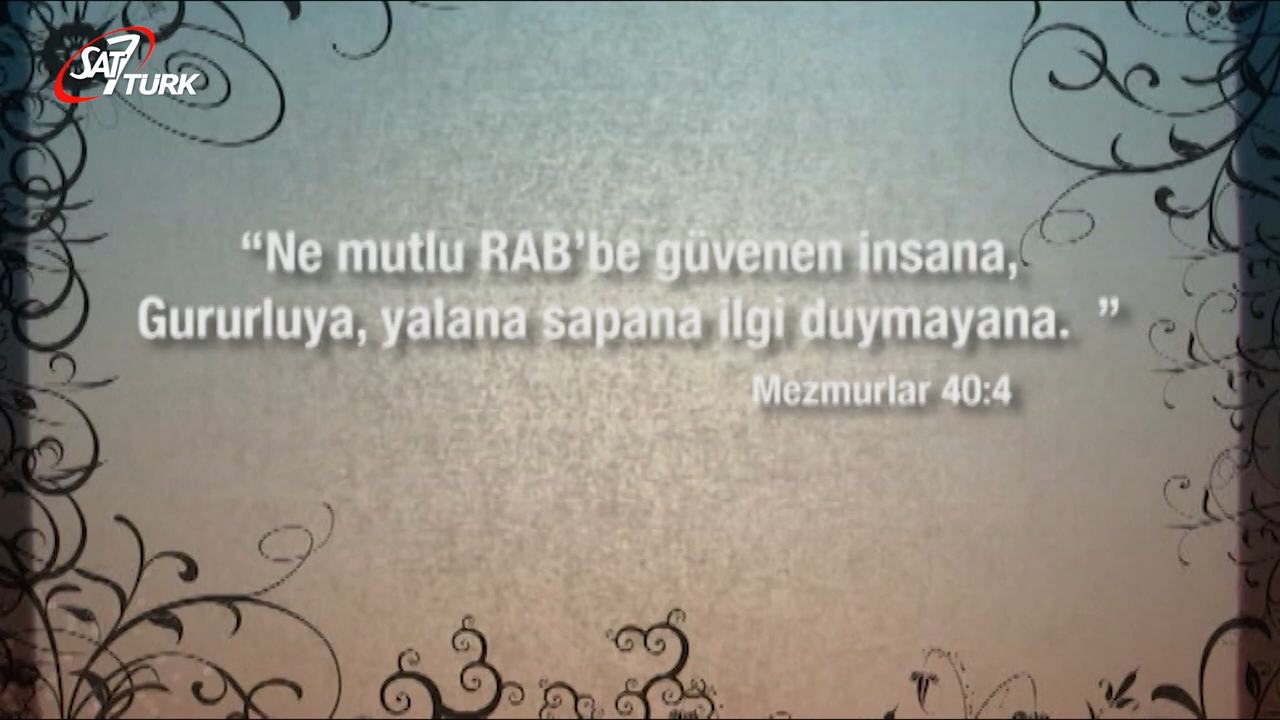 SAT7
TURK
“Ne mutlu RAB’be güvenen insana,
Gururluya, yalana sapana ilgi duymayana. ”
Mezmurlar 40:4